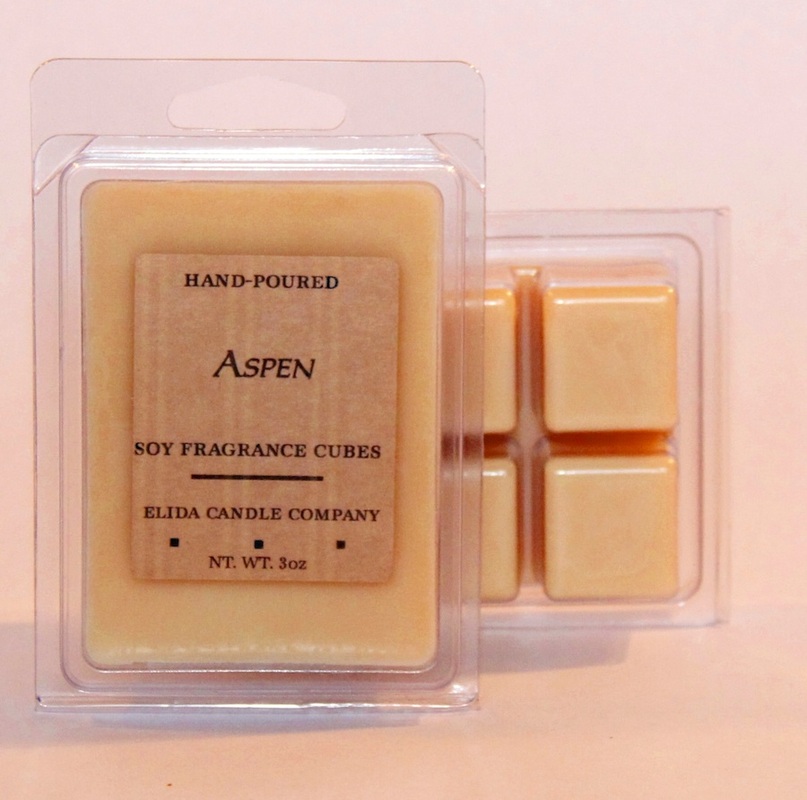 HAND-POURED
ASPEN
SOY FRAGRANCE CUBES
ELIDA CANDLE COMPANY
NT. WT. 3oz